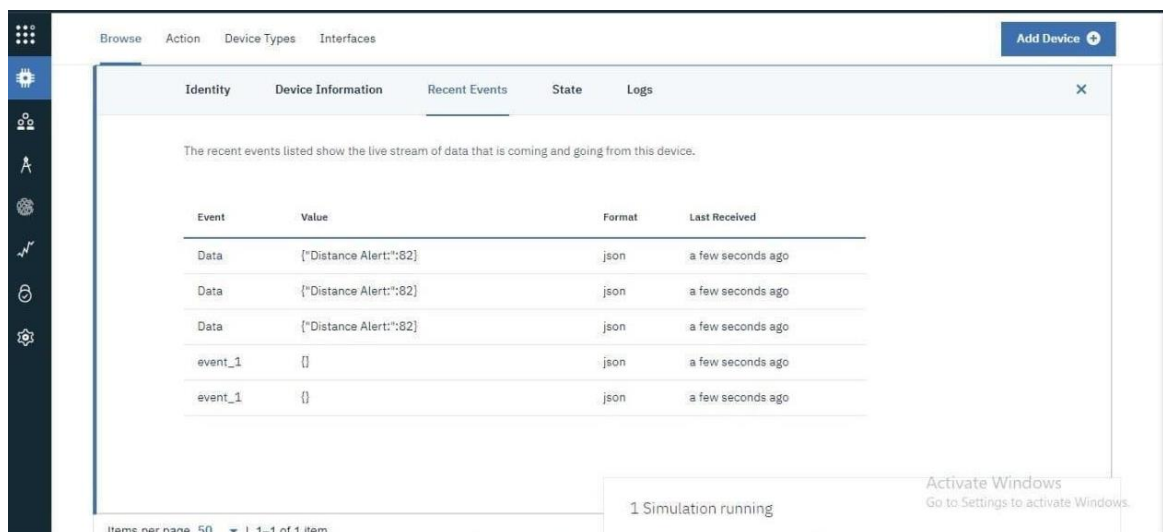 Browse Action Device Types Interfaces Add Device
Identity Device Information Recent Events State Logs
The recent events listed show the live stream of data that is coming and going from this device.
Event Value Format Last Received
Data {"Distance Alert:":82} json a few seconds ago
Data {"Distance Alert:":82} json a few seconds ago
Data {"Distance Alert:":82} json a few seconds ago
event_1 {} json a few seconds ago
event_1 {} json a few seconds ago
Activate Windows
1 Simulation running Go to Settings to activate Windows.
Items per page 50 | 1–1 of 1 item